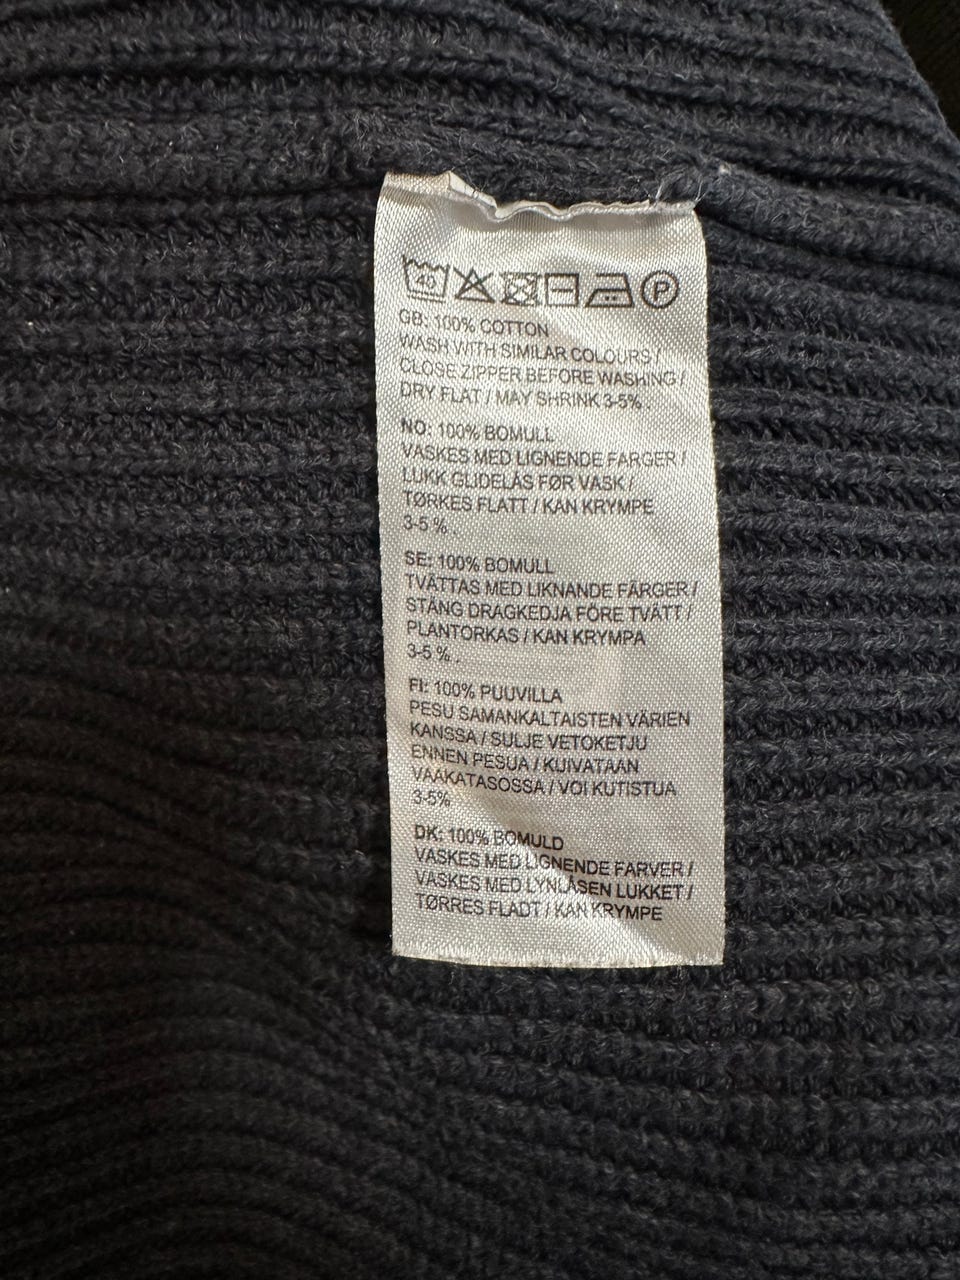 40 P
GB: 100% COTTON
WASH WITH SIMILAR COLOURS /
CLOSE ZIPPER BEFORE WASHING /
DRY FLAT / MAY SHRINK 3-5% .
NO: 100% BOMULL
VASKES MED LIGNENDE FARGER /
LUKK GLIDELÅS FØR VASK /
TØRKES FLATT / KAN KRYMPE
3-5 % .
SE: 100% BOMULL
TVÄTTAS MED LIKNANDE FÄRGER /
STÄNG DRAGKEDJA FÖRE TVÄTT /
PLANTORKAS / KAN KRYMPA
3-5 % .
FI: 100% PUUVILLA
PESU SAMANKALTAISTEN VÄRIEN
KANSSA / SULJE VETOKETJU
ENNEN PESUA / KUIVATAAN
VAAKATASOSSA / VOI KUTISTUA
3-5%
DK: 100% BOMULD
VASKES MED LIGNENDE FARVER /
VASKES MED LYNLÅSEN LUKKET /
TØRRES FLADT / KAN KRYMPE